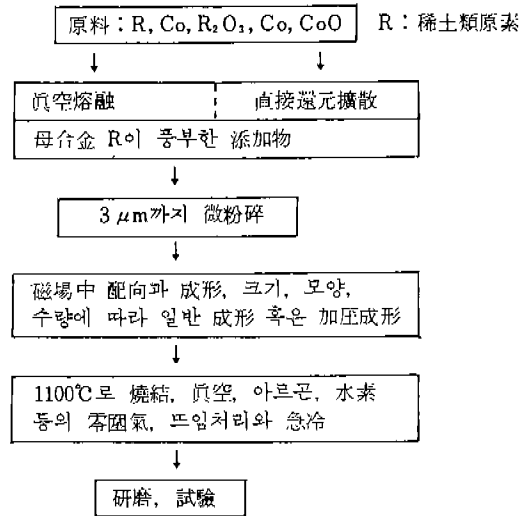 原料：R, Co, R₂O₃, Co, CoO R：稀土類原素
眞空熔融 直接還元擴散
母合金 R이 풍부한 添加物
3 μm까지 微粉碎
磁場中 配向과 成形, 크기, 모양,
수량에 따라 일반 成形 혹은 加圧成形
1100℃로 燒結, 眞空, 아르곤, 水素
등의 雰圍氣, 뜨임처리와 急冷
研磨, 試驗